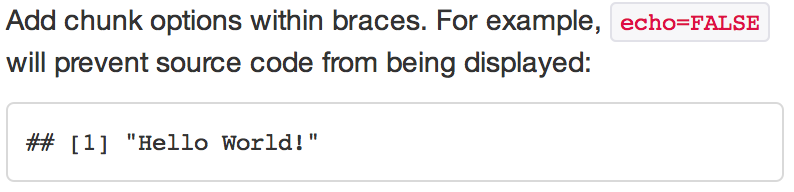 Add chunk options within braces. For example, echo=FALSE
will prevent source code from being displayed:
## [1] "Hello World!"